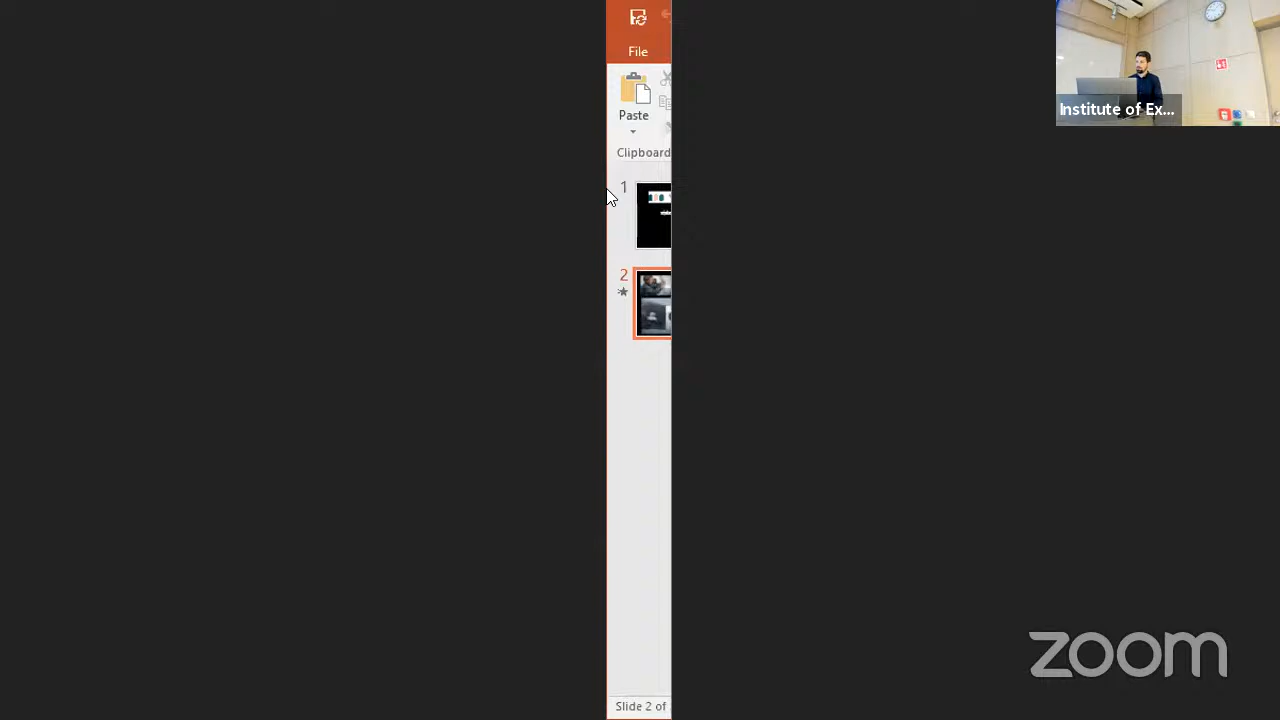 File
Paste
Clipboard
1
2
Slide 2 of
Institute of Ex...
zoom